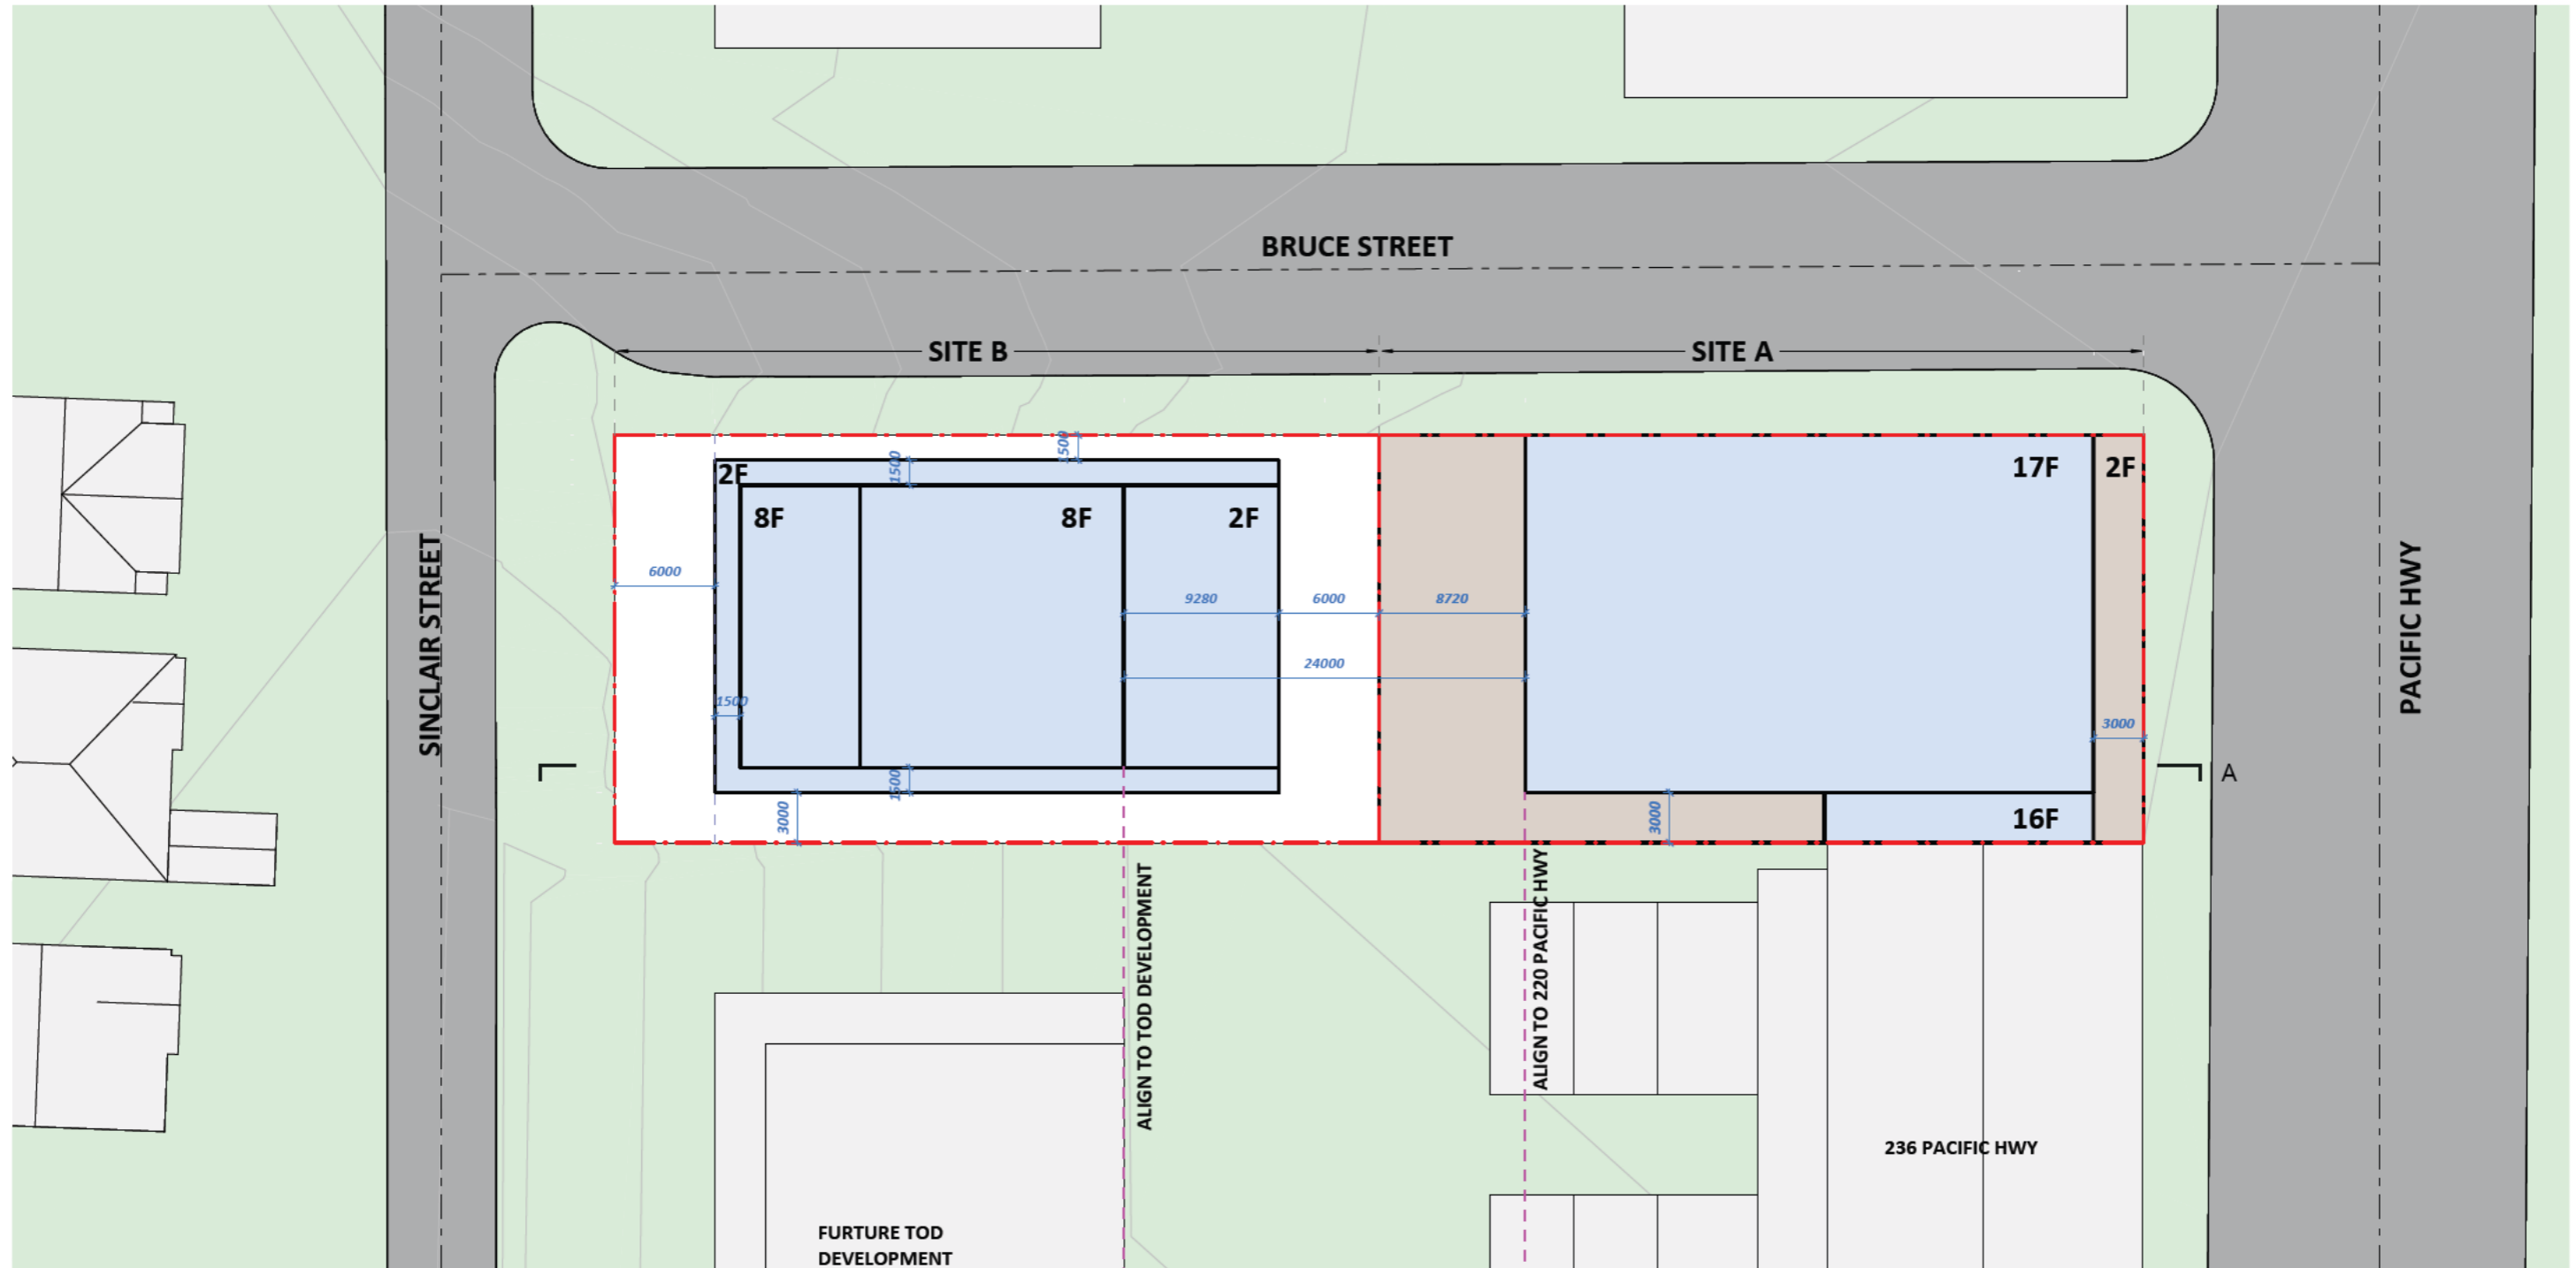 BRUCE STREET
SITE B
SITE A
1500
1500
2F
17F
2F
8F
8F
2F
SINCLAIR STREET
PACIFIC HWY
6000
9280
6000
8720
24000
1500
3000
1500
3000
3000
16F
A
ALIGN TO TOD DEVELOPMENT
ALIGN TO 220 PACIFIC HWY
236 PACIFIC HWY
FURTURE TOD
DEVELOPMENT